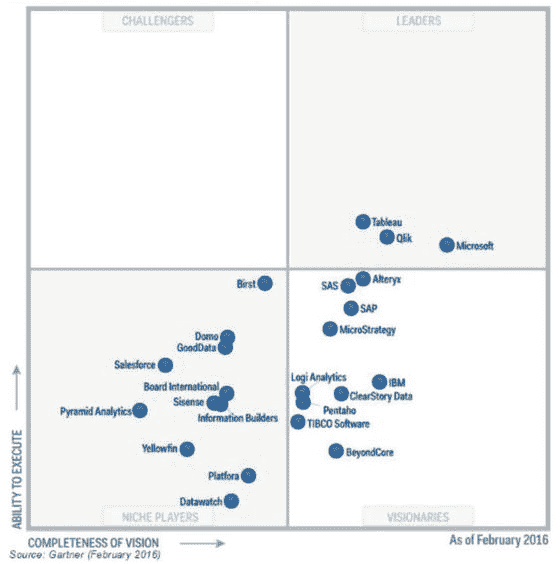 CHALLENGERS
LEADERS
Tableau
Qlik
Microsoft
Birst
Alteryx
SAS
SAP
MicroStrategy
Domo
GoodData
Salesforce
Board International
Sisense
Information Builders
Pyramid Analytics
Logi Analytics
IBM
ClearStory Data
Pentaho
TIBCO Software
Yellowfin
BeyondCore
Platfora
Datawatch
NICHE PLAYERS
VISIONARIES
ABILITY TO EXECUTE
COMPLETENESS OF VISION
As of February 2016
Source: Gartner (February 2016)